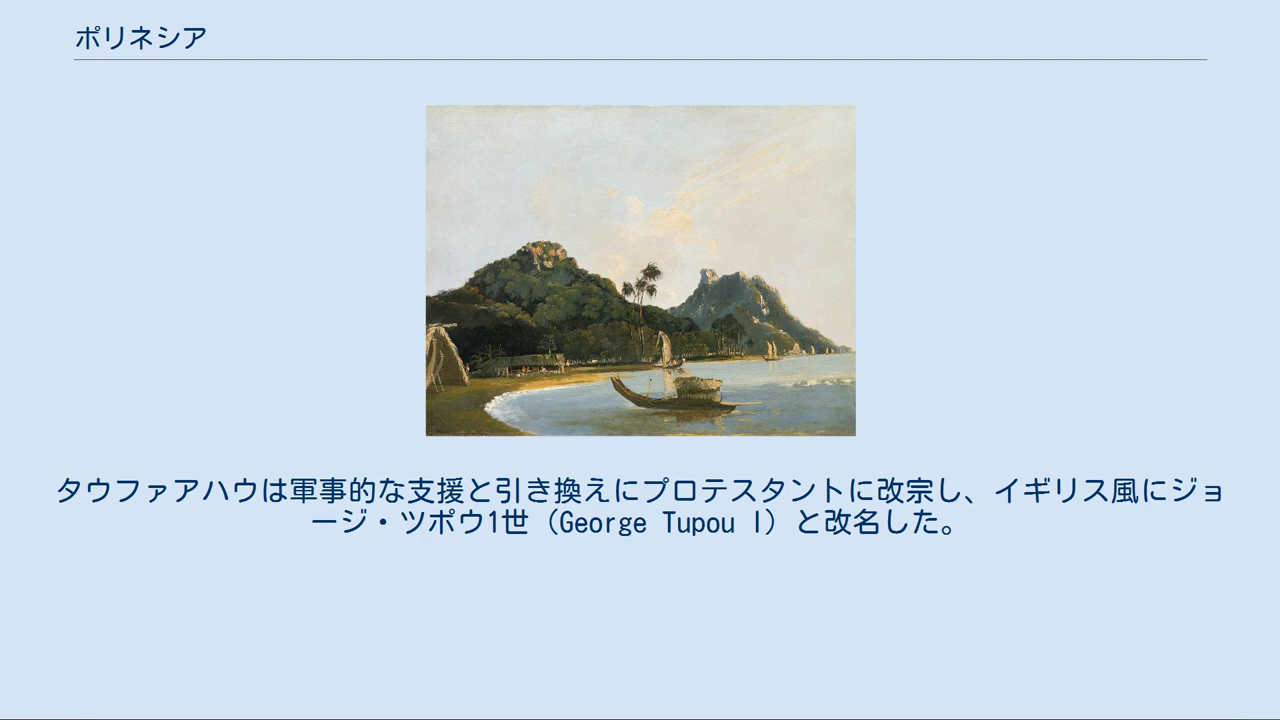 ポリネシア
タウファアハウは軍事的な支援と引き換えにプロテスタントに改宗し、イギリス風にジョ
ージ・ツポウ1世（George Tupou I）と改名した。